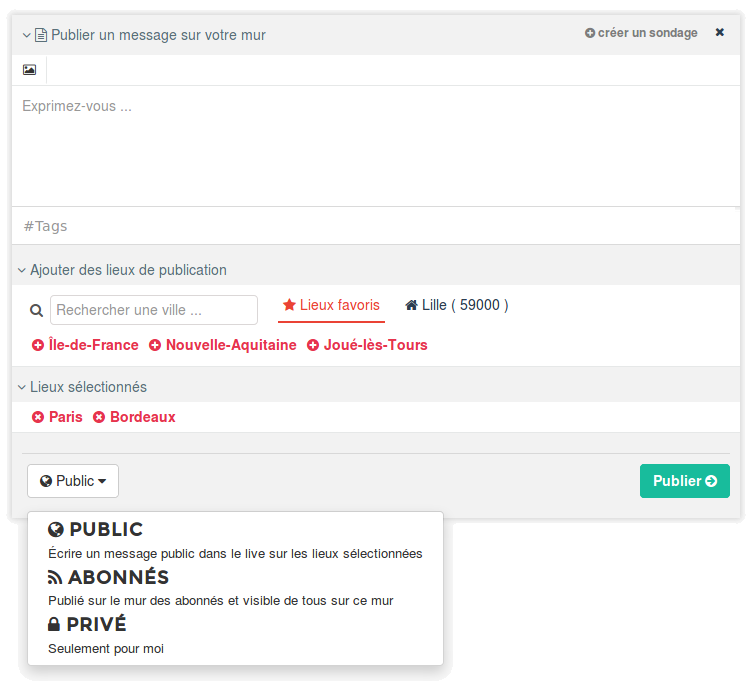 Publier un message sur votre mur
créer un sondage
Exprimez-vous ...
#Tags
Ajouter des lieux de publication
Rechercher une ville ...
Lieux favoris
Lille ( 59000 )
Île-de-France
Nouvelle-Aquitaine
Joué-lès-Tours
Lieux sélectionnés
Paris
Bordeaux
Public
Publier
PUBLIC
Écrire un message public dans le live sur les lieux sélectionnées
ABONNÉS
Publié sur le mur des abonnés et visible de tous sur ce mur
PRIVÉ
Seulement pour moi